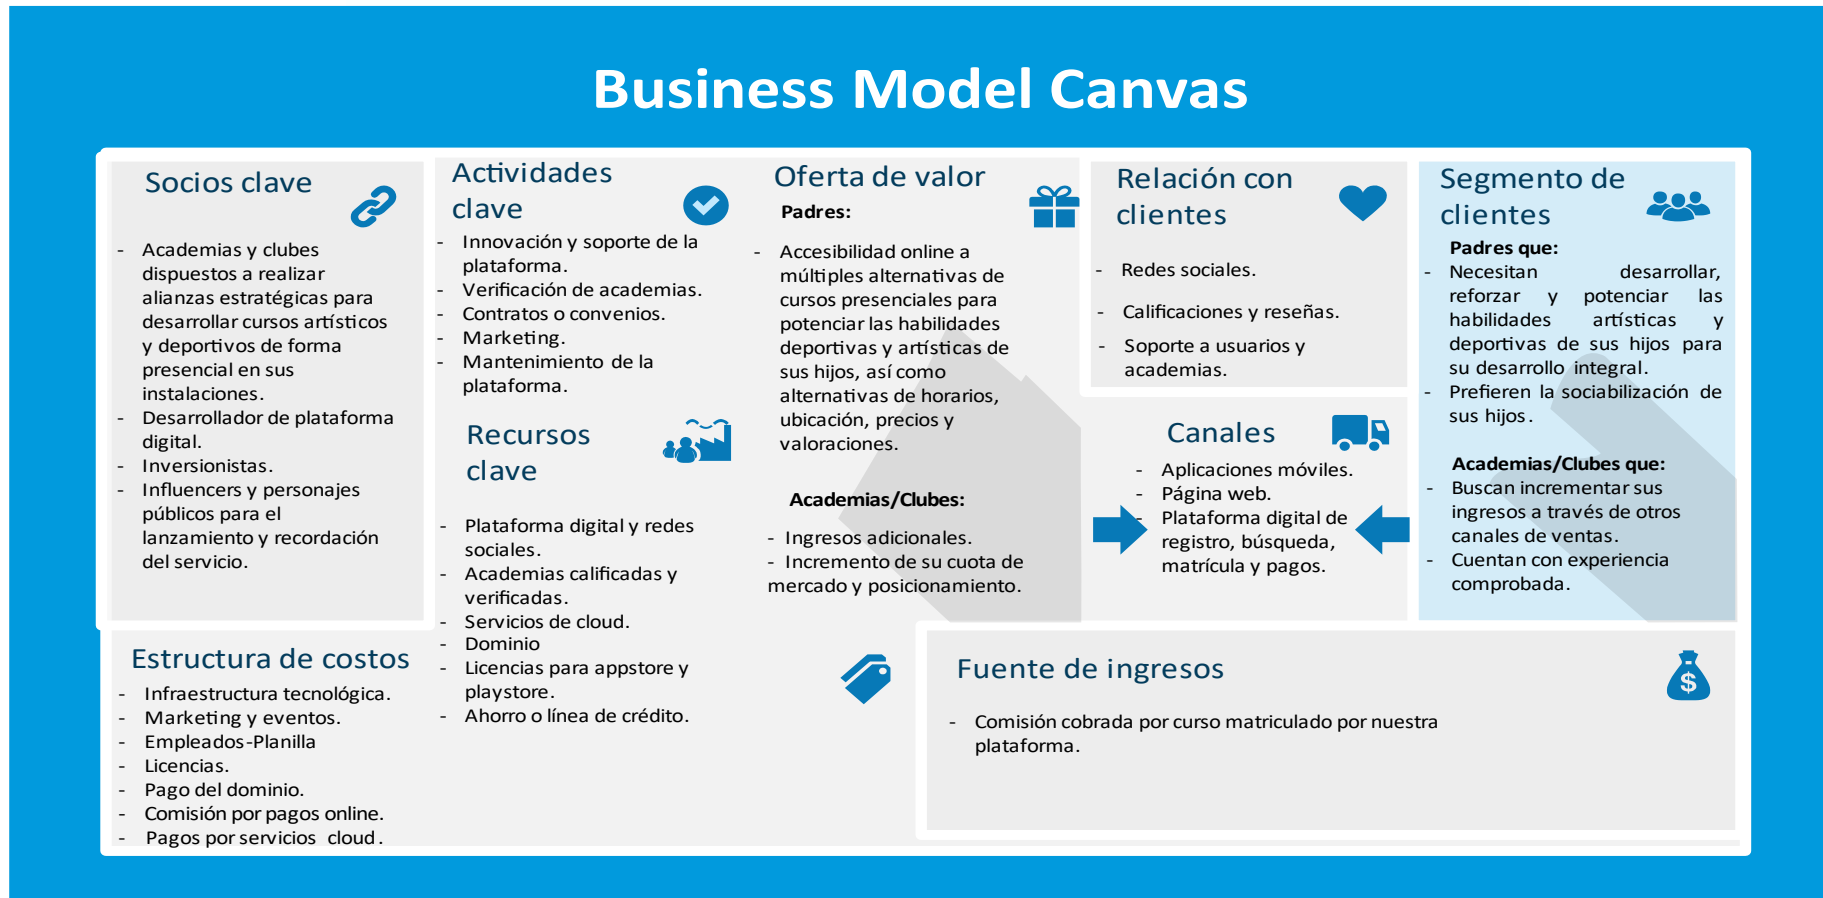 Business Model Canvas
Socios clave
- Academias y clubes
dispuestos a realizar
alianzas estratégicas para
desarrollar cursos artísticos
y deportivos de forma
presencial en sus
instalaciones.
- Desarrollador de plataforma
digital.
- Inversionistas.
- Influencers y personajes
públicos para el
lanzamiento y recordación
del servicio.
Actividades
clave
- Innovación y soporte de la
plataforma.
- Verificación de academias.
- Contratos o convenios.
- Marketing.
- Mantenimiento de la
plataforma.
Recursos
clave
- Plataforma digital y redes
sociales.
- Academias calificadas y
verificadas.
- Servicios de cloud.
- Dominio
- Licencias para appstore y
playstore.
- Ahorro o línea de crédito.
Oferta de valor
Padres:
- Accesibilidad online a
múltiples alternativas de
cursos presenciales para
potenciar las habilidades
deportivas y artísticas de
sus hijos, así como
alternativas de horarios,
ubicación, precios y
valoraciones.
Academias/Clubes:
- Ingresos adicionales.
- Incremento de su cuota de
mercado y posicionamiento.
Relación con
clientes
- Redes sociales.
- Calificaciones y reseñas.
- Soporte a usuarios y
academias.
Canales
- Aplicaciones móviles.
- Página web.
- Plataforma digital de
registro, búsqueda,
matrícula y pagos.
Segmento de
clientes
Padres que:
- Necesitan desarrollar,
reforzar y potenciar las
habilidades artísticas y
deportivas de sus hijos para
su desarrollo integral.
- Prefieren la sociabilización de
sus hijos.
Academias/Clubes que:
- Buscan incrementar sus
ingresos a través de otros
canales de ventas.
- Cuentan con experiencia
comprobada.
Estructura de costos
- Infraestructura tecnológica.
- Marketing y eventos.
- Empleados-Planilla
- Licencias.
- Pago del dominio.
- Comisión por pagos online.
- Pagos por servicios cloud.
Fuente de ingresos
$
- Comisión cobrada por curso matriculado por nuestra
plataforma.